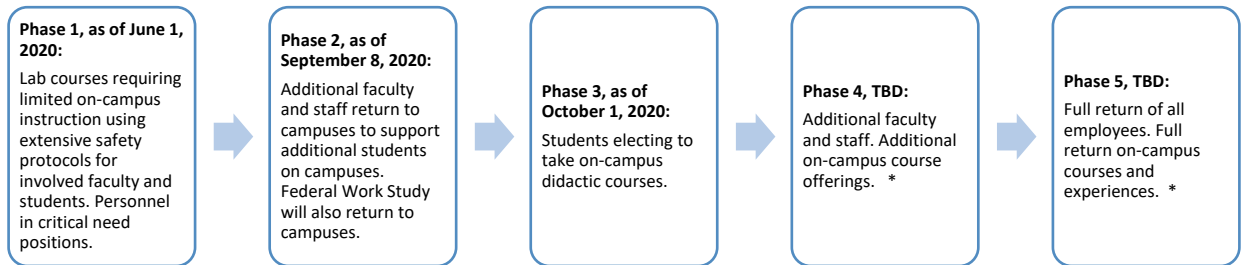 Phase 1, as of June 1,
2020:
Lab courses requiring
limited on-campus
instruction using
extensive safety
protocols for
involved faculty and
students. Personnel
in critical need
positions.
Phase 2, as of
September 8, 2020:
Additional faculty
and staff return to
campuses to support
additional students
on campuses.
Federal Work Study
will also return to
campuses.
Phase 3, as of
October 1, 2020:
Students electing to
take on-campus
didactic courses.
Phase 4, TBD:
Additional faculty
and staff. Additional
on-campus course
offerings. *
Phase 5, TBD:
Full return of all
employees. Full
return on-campus
courses and
experiences. *